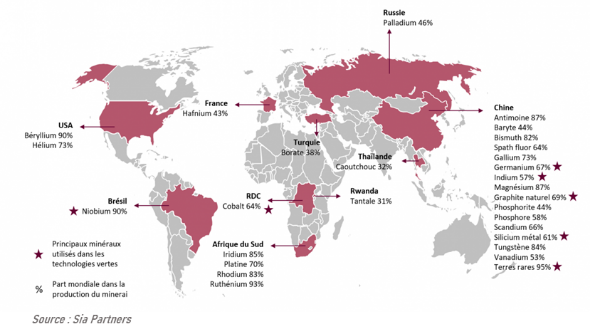 Russie
Palladium 46%
France
Hafnium 43%
USA
Béryllium 90%
Hélium 73%
Turquie
Borate 38%
Thaïlande
Caoutchouc 32%
Chine
Antimoine 87%
Baryte 44%
Bismuth 82%
Spath fluor 64%
Gallium 73%
Germanium 67%
Indium 57%
Magnésium 87%
Graphite naturel 69%
Phosphorite 44%
Phosphore 58%
Scandium 66%
Silicium métal 61%
Tungstène 84%
Vanadium 53%
Terres rares 95%
Brésil
Niobium 90%
RDC
Cobalt 64%
Rwanda
Tantale 31%
Afrique du Sud
Iridium 85%
Platine 70%
Rhodium 83%
Ruthénium 93%
Principaux minéraux
utilisés dans les
technologies vertes
% Part mondiale dans la
production du minerai
Source : Sia Partners